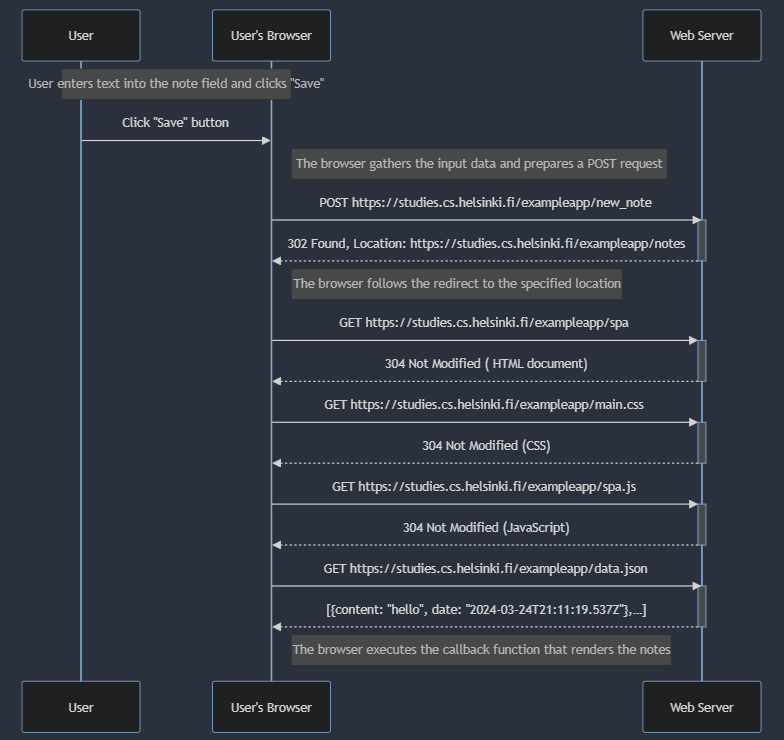 User
User's Browser
Web Server
User enters text into the note field and clicks "Save"
Click "Save" button
The browser gathers the input data and prepares a POST request
POST https://studies.cs.helsinki.fi/exampleapp/new_note
302 Found, Location: https://studies.cs.helsinki.fi/exampleapp/notes
The browser follows the redirect to the specified location
GET https://studies.cs.helsinki.fi/exampleapp/spa
304 Not Modified ( HTML document)
GET https://studies.cs.helsinki.fi/exampleapp/main.css
304 Not Modified (CSS)
GET https://studies.cs.helsinki.fi/exampleapp/spa.js
304 Not Modified (JavaScript)
GET https://studies.cs.helsinki.fi/exampleapp/data.json
[{content: "hello", date: "2024-03-24T21:11:19.537Z"},...]
The browser executes the callback function that renders the notes
User
User's Browser
Web Server